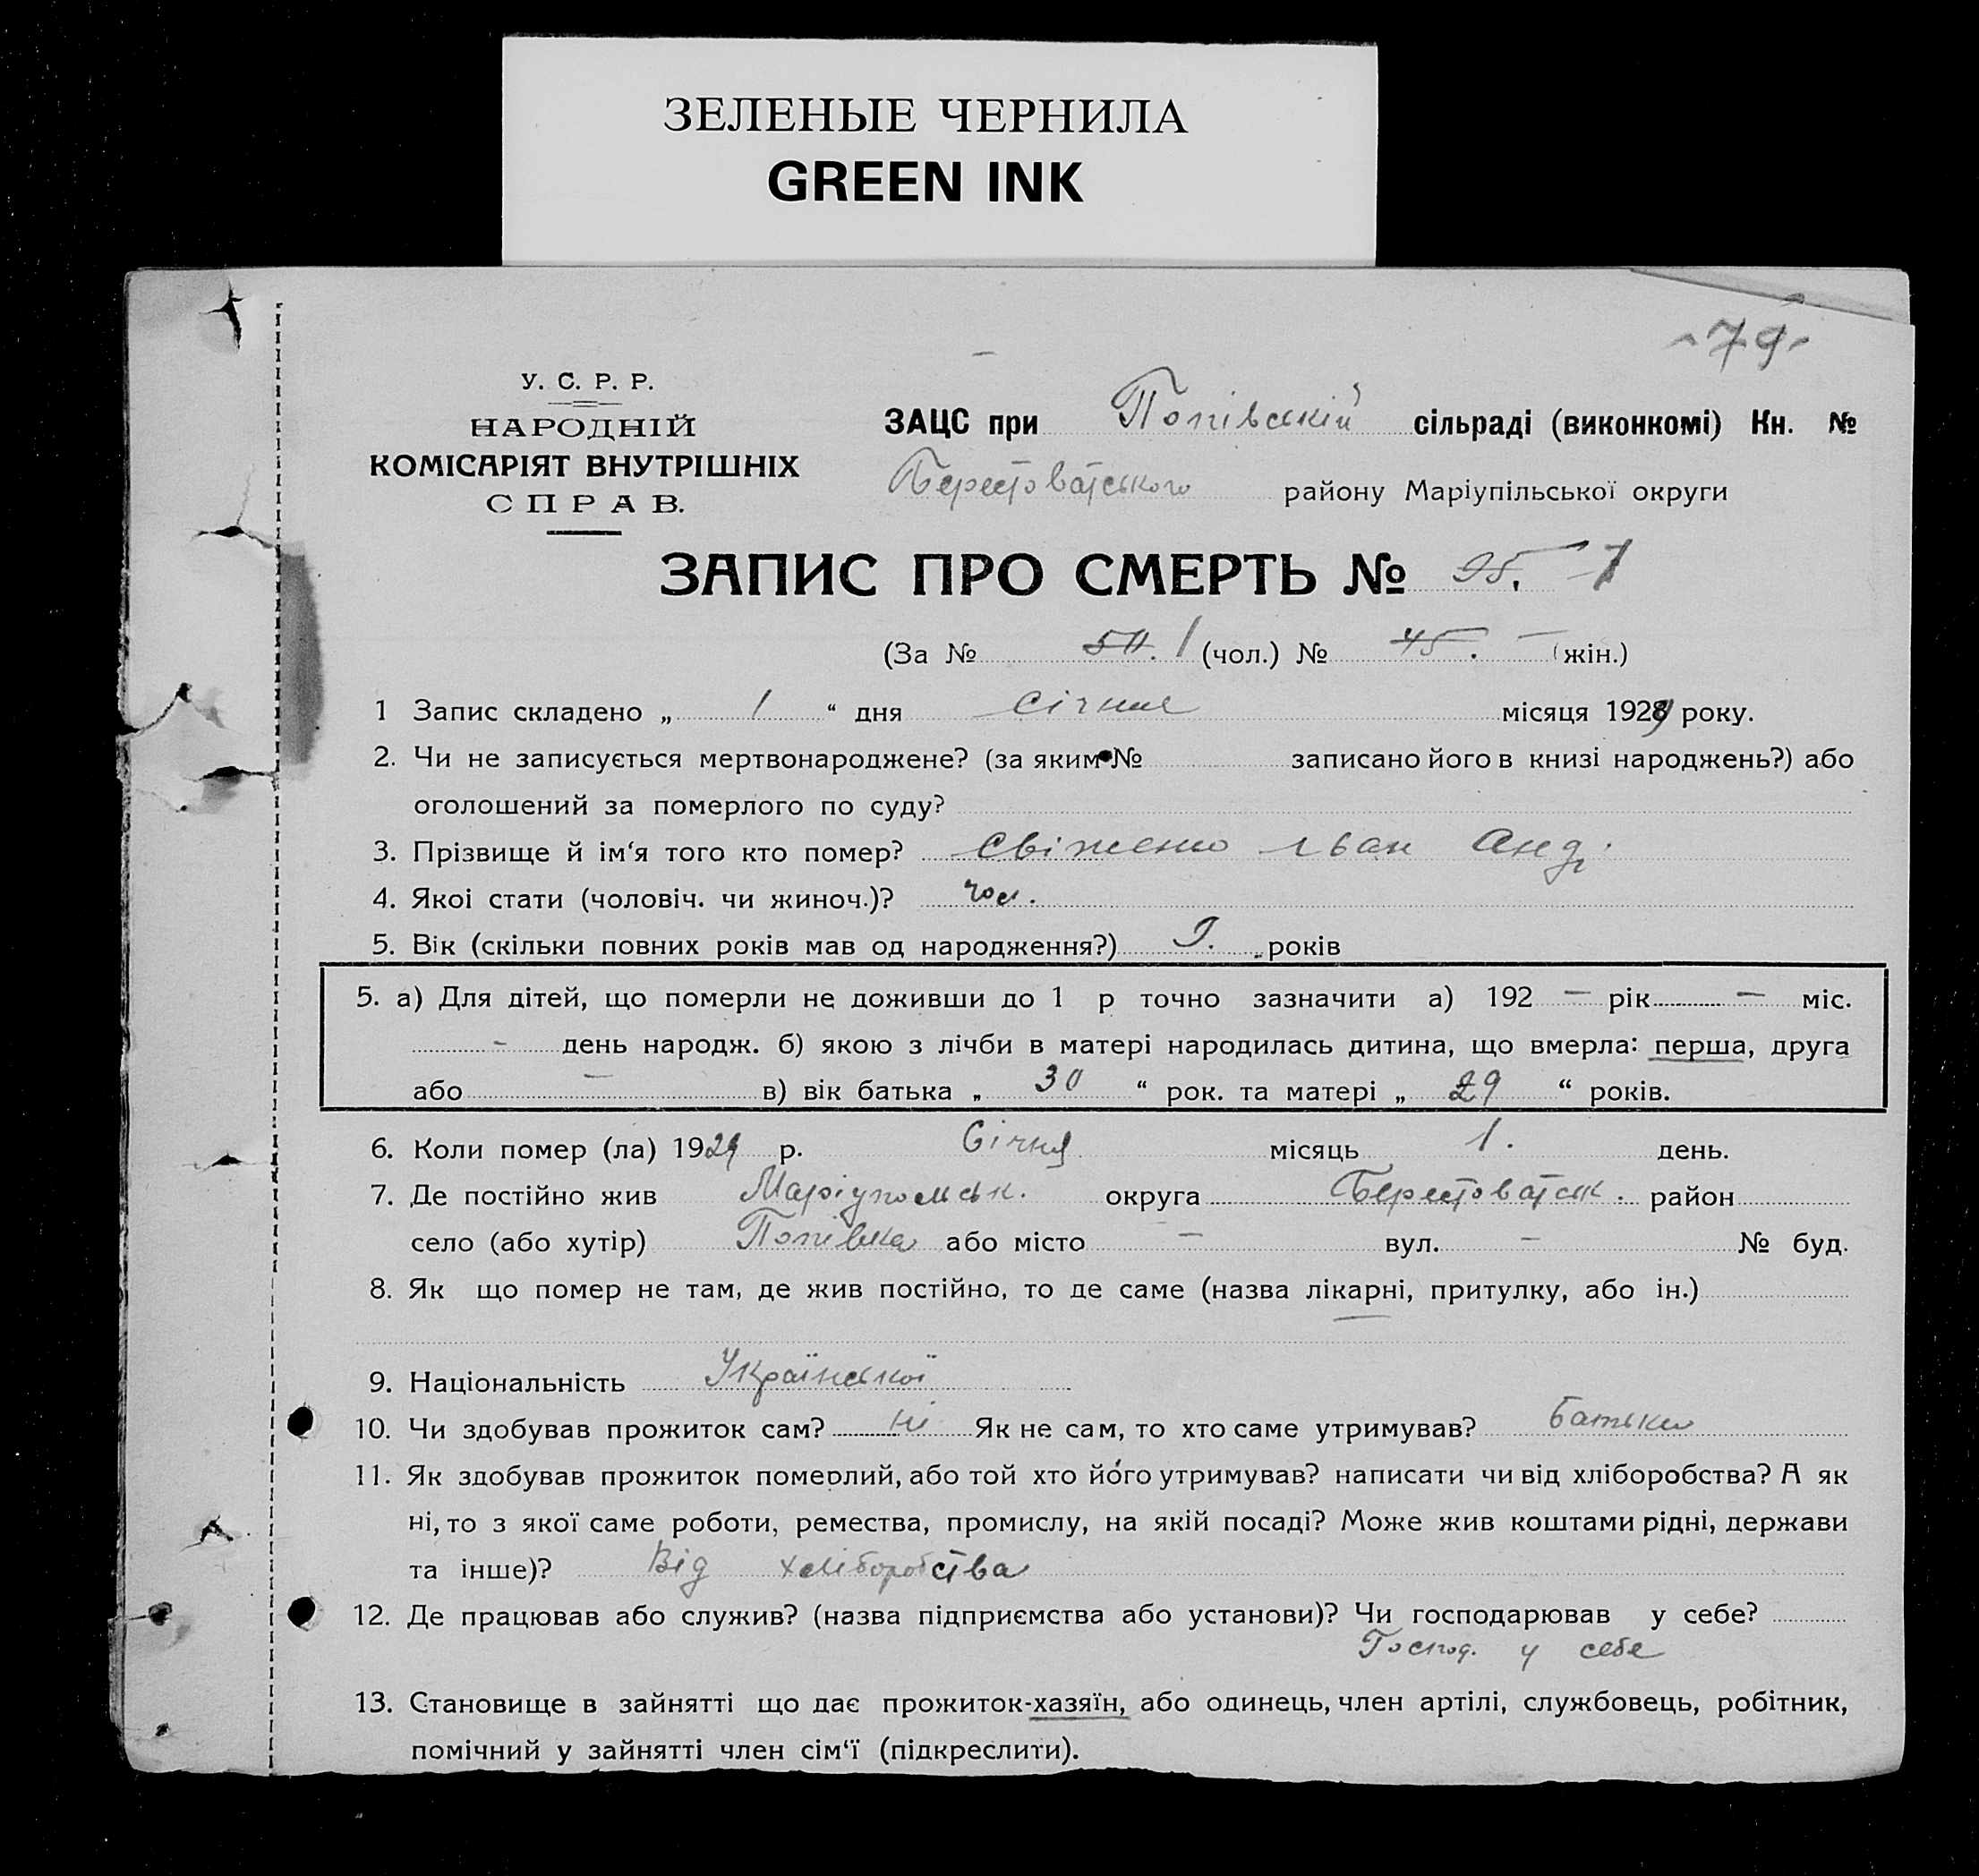 ЗЕЛЕНЫЕ ЧЕРНИЛА
GREEN INK
-79-
У. С. Р. Р.
НАРОДНІЙ
КОМІСАРІЯТ ВНУТРІШНІХ
СПРАВ.
ЗАЦС при Попівській сільраді (виконкомі) Кн. №
Берестоватського району Маріупільської округи
ЗАПИС ПРО СМЕРТЬ № 95. 1
(За № 50. 1 (чол.) № 45. — (жін.)
1 Запис складено „ 1 “ дня січня місяця 1929 року.
2. Чи не записується мертвонароджене? (за яким № записано його в книзі народжень?) або
оголошений за померлого по суду?
3. Прізвище й ім‘я того кто помер? Іван Анд.
4. Якоі стати (чоловіч. чи жиноч.)? чол.
5. Вік (скільки повних років мав од народження?) років
5. а) Для дітей, що померли не доживши до 1 р точно зазначити а) 192 — рік — міс.
- день народж. б) якою з лічби в матері народилась дитина, що вмерла: перша, друга
або — в) вік батька „ 30 “ рок. та матері „ 29 “ років.
6. Коли помер (ла) 1929 р. Січня місяць 1. день.
7. Де постійно жив Маріупольськ. округа Берестоватськ. район
село (або хутір) Попівка або місто — вул. — № буд.
8. Як що помер не там, де жив постійно, то де саме (назва лікарні, притулку, або ін.)
—
9. Національність Української
10. Чи здобував прожиток сам? ні Як не сам, то хто саме утримував? батьки
11. Як здобував прожиток померлий, або той хто його утримував? написати чи від хліборобства? А як
ні, то з якої саме роботи, ремества, промислу, на якій посаді? Може жив коштами рідні, держави
та інше)? Від хліборобства
12. Де працював або служив? (назва підприємства або установи)? Чи господарював у себе?
Господ. у себе
13. Становище в зайнятті що дає прожиток-хазяїн, або одинець, член артілі, службовець, робітник,
помічний у зайнятті член сім‘ї (підкреслити).